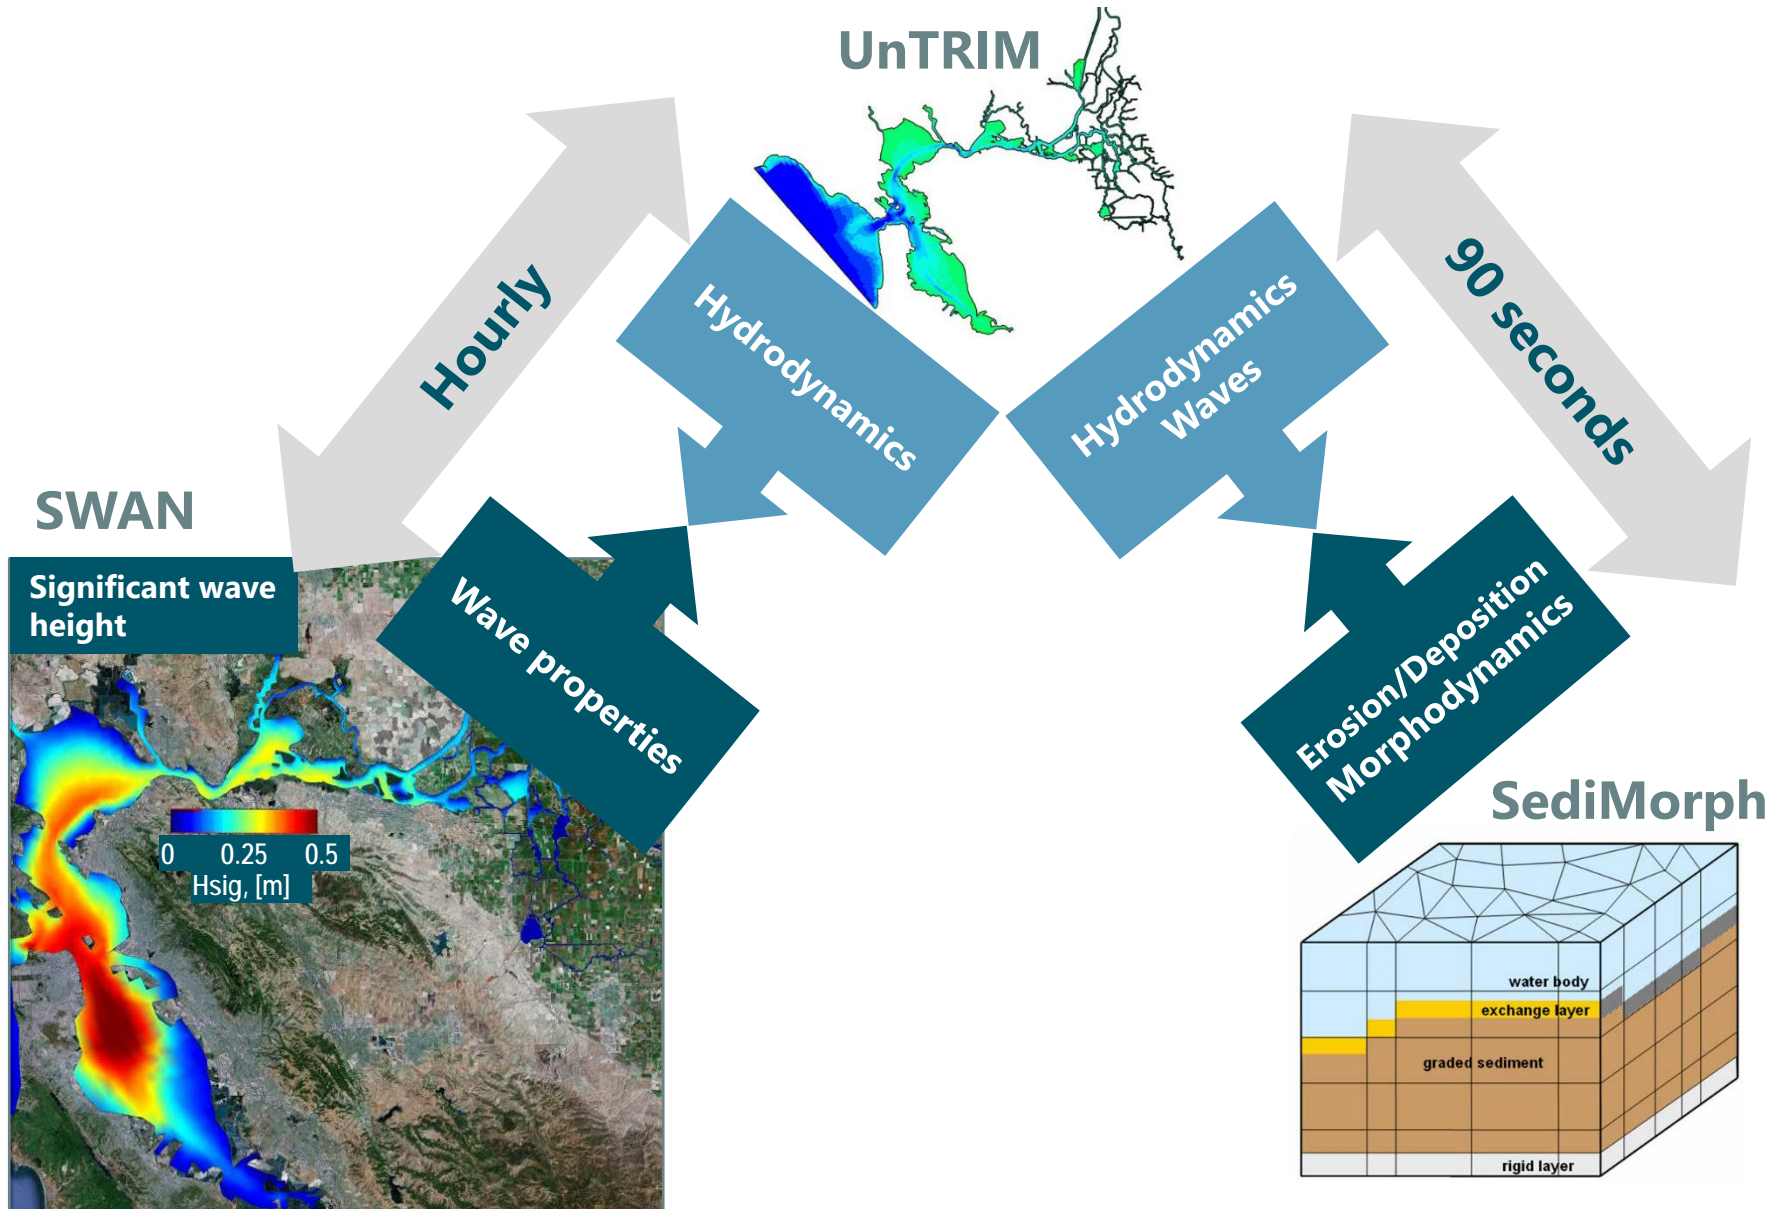 UnTRIM
Hourly
Hydrodynamics
Hydrodynamics
Waves
90 seconds
SWAN
Significant wave
height
Wave properties
Erosion/Deposition
Morphodynamics
SediMorph
0 0.25 0.5
Hsig, [m]
water body
exchange layer
graded sediment
rigid layer